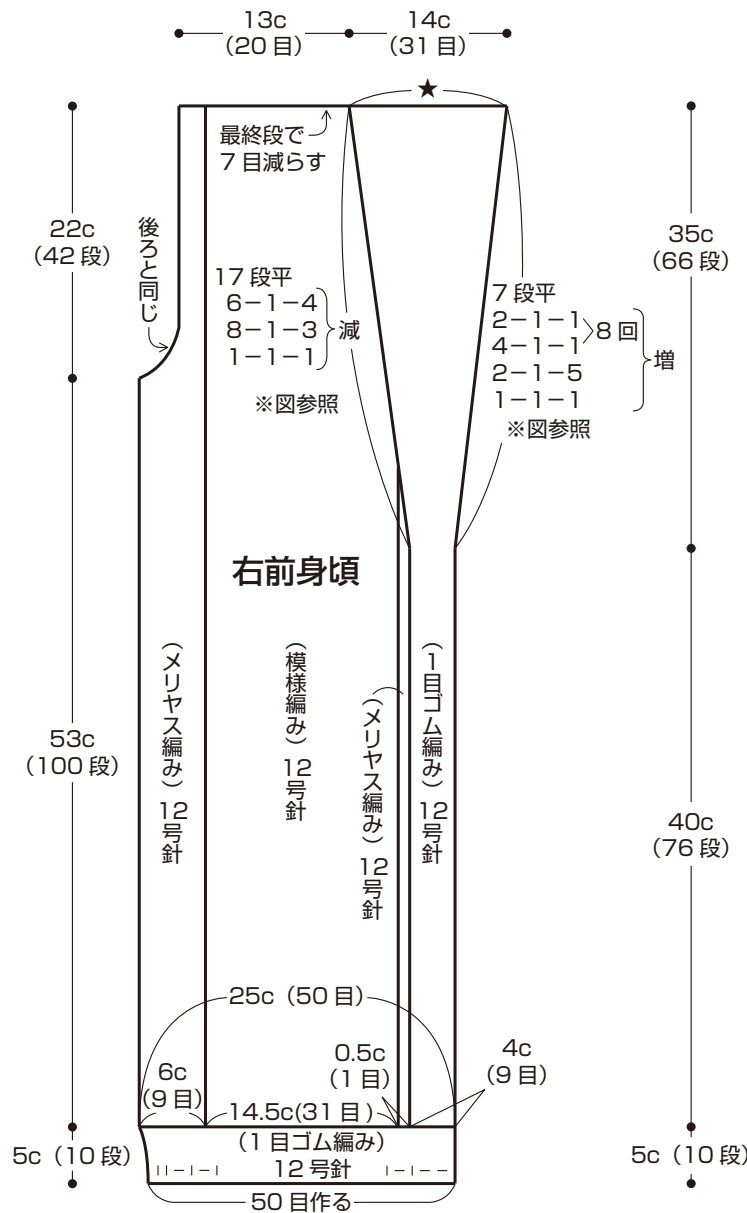 13c
(20目)
14c
(31目)
★
最終段で
7目減らす
22c
(42段)
後ろと同じ
17段平
6−1−4
8−1−3
1−1−1
減
※図参照
7段平
2−1−1
4−1−1
8回
2−1−5
1−1−1
増
※図参照
35c
(66段)
右前身頃
53c
(100段)
(メリヤス編み)12号針
(模様編み)12号針
(メリヤス編み)12号針
(1目ゴム編み)12号針
40c
(76段)
25c(50目)
6c
(9目)
14.5c(31目)
0.5c
(1目)
4c
(9目)
5c(10段)
(1目ゴム編み)
12号針
5c(10段)
50目作る